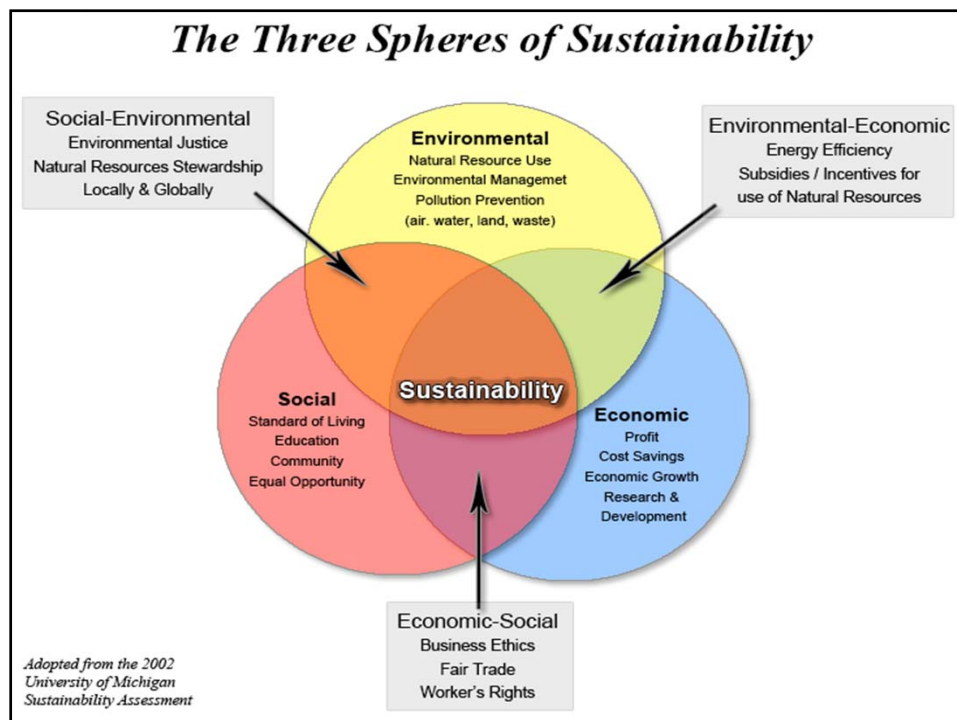 The Three Spheres of Sustainability
Social-Environmental
Environmental Justice
Natural Resources Stewardship
Locally & Globally
Environmental
Natural Resource Use
Environmental Managemet
Pollution Prevention
(air. water, land, waste)
Environmental-Economic
Energy Efficiency
Subsidies / Incentives for
use of Natural Resources
Sustainability
Social
Standard of Living
Education
Community
Equal Opportunity
Economic
Profit
Cost Savings
Economic Growth
Research &
Development
Economic-Social
Business Ethics
Fair Trade
Worker's Rights
Adopted from the 2002
University of Michigan
Sustainability Assessment